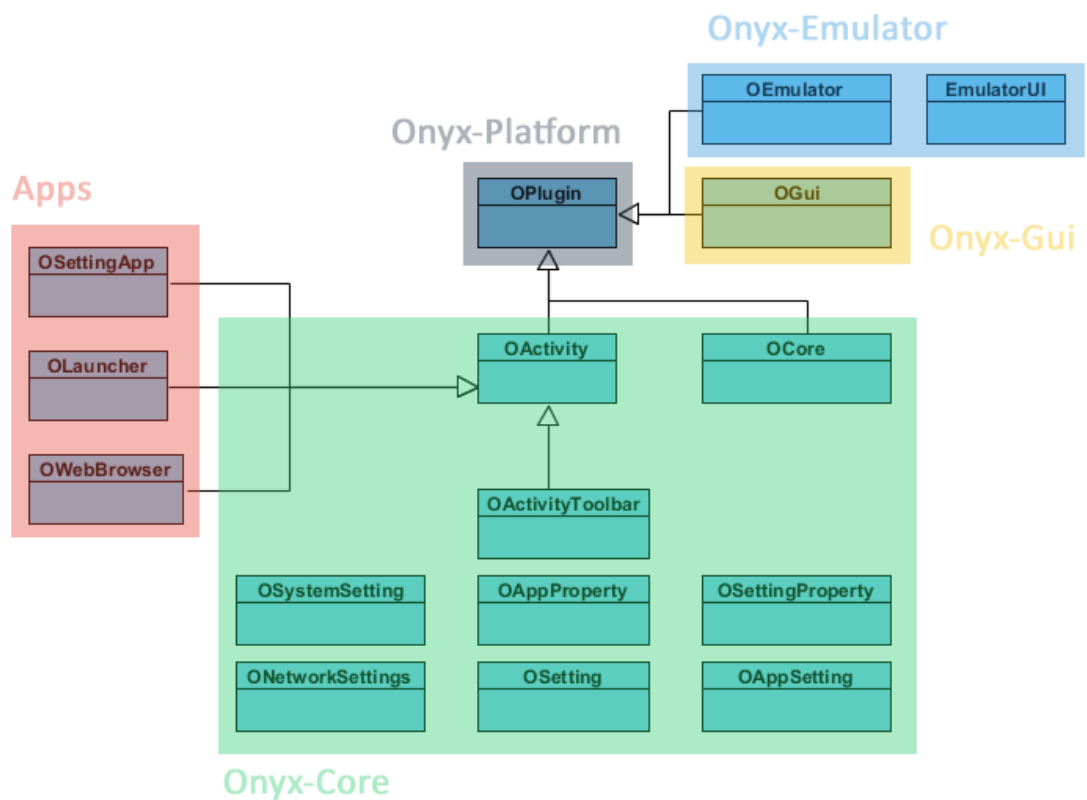 Onyx-Emulator
OEmulator
EmulatorUI
Onyx-Platform
OPlugin
OGui
Onyx-Gui
Apps
OSettingApp
OLauncher
OWebBrowser
OActivity
OCore
OActivityToolbar
OSystemSetting
OAppProperty
OSettingProperty
ONetworkSettings
OSetting
OAppSetting
Onyx-Core